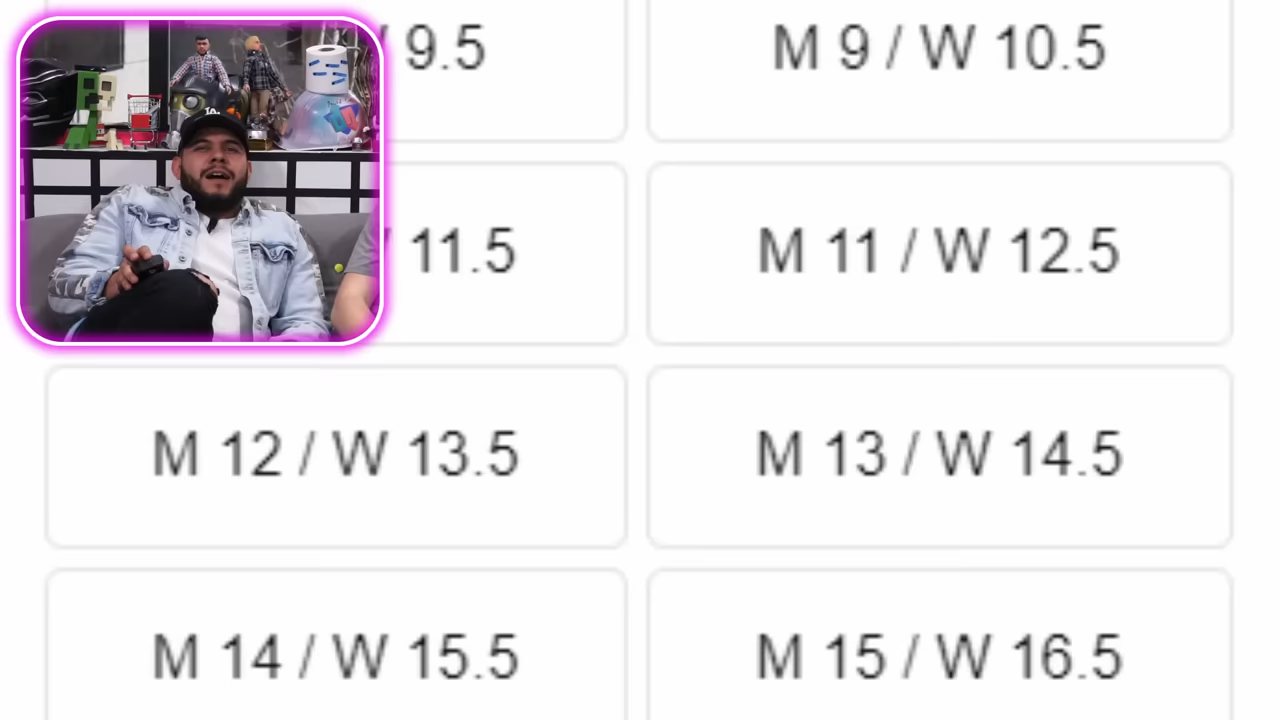 9.5
M 9 / W 10.5
11.5
M 11 / W 12.5
M 12 / W 13.5
M 13 / W 14.5
M 14 / W 15.5
M 15 / W 16.5